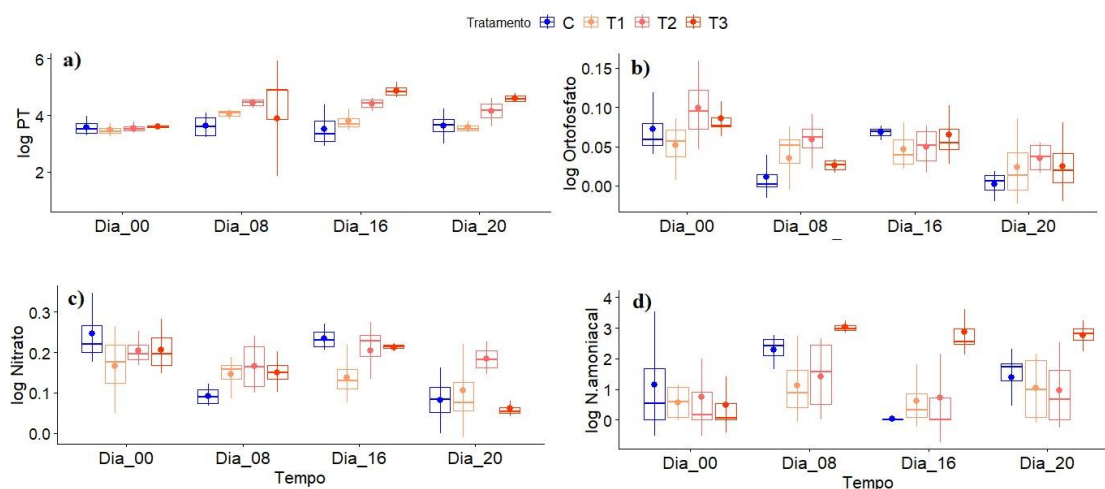 Tratamento C T1 T2 T3
a)
log PT
6
4
2
Dia_00 Dia_08 Dia_16 Dia_20
b)
log Ortofosfato
0.15
0.10
0.05
0.00
Dia_00 Dia_08 Dia_16 Dia_20
c)
log Nitrato
0.3
0.2
0.1
0.0
Dia_00 Dia_08 Dia_16 Dia_20
Tempo
d)
log N.amoniacal
4
3
2
1
0
Dia_00 Dia_08 Dia_16 Dia_20
Tempo